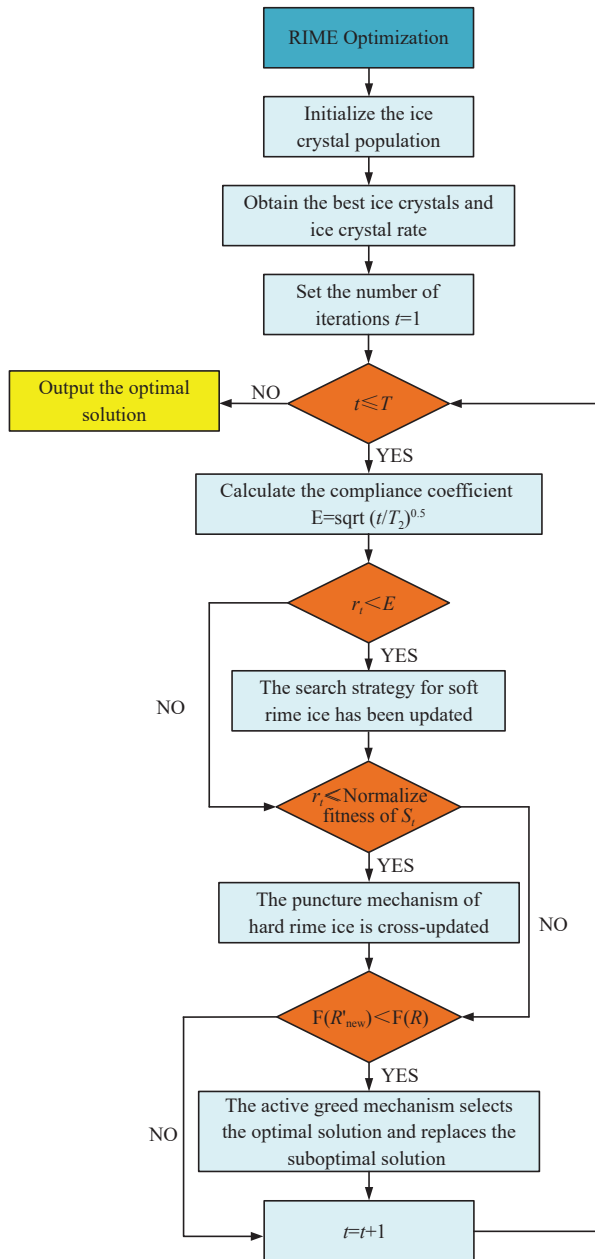 RIME Optimization
Initialize the ice
crystal population
Obtain the best ice crystals and
ice crystal rate
Set the number of
iterations t=1
t≤T
NO
Output the optimal
solution
YES
Calculate the compliance coefficient
E=sqrt (t/T₂)^0.5
rₜ<E
YES
NO
The search strategy for soft
rime ice has been updated
rₜ≤Normalize
fitness of Sₜ
YES
NO
The puncture mechanism of
hard rime ice is cross-updated
F(R'new)<F(R)
YES
NO
The active greed mechanism selects
the optimal solution and replaces the
suboptimal solution
t=t+1